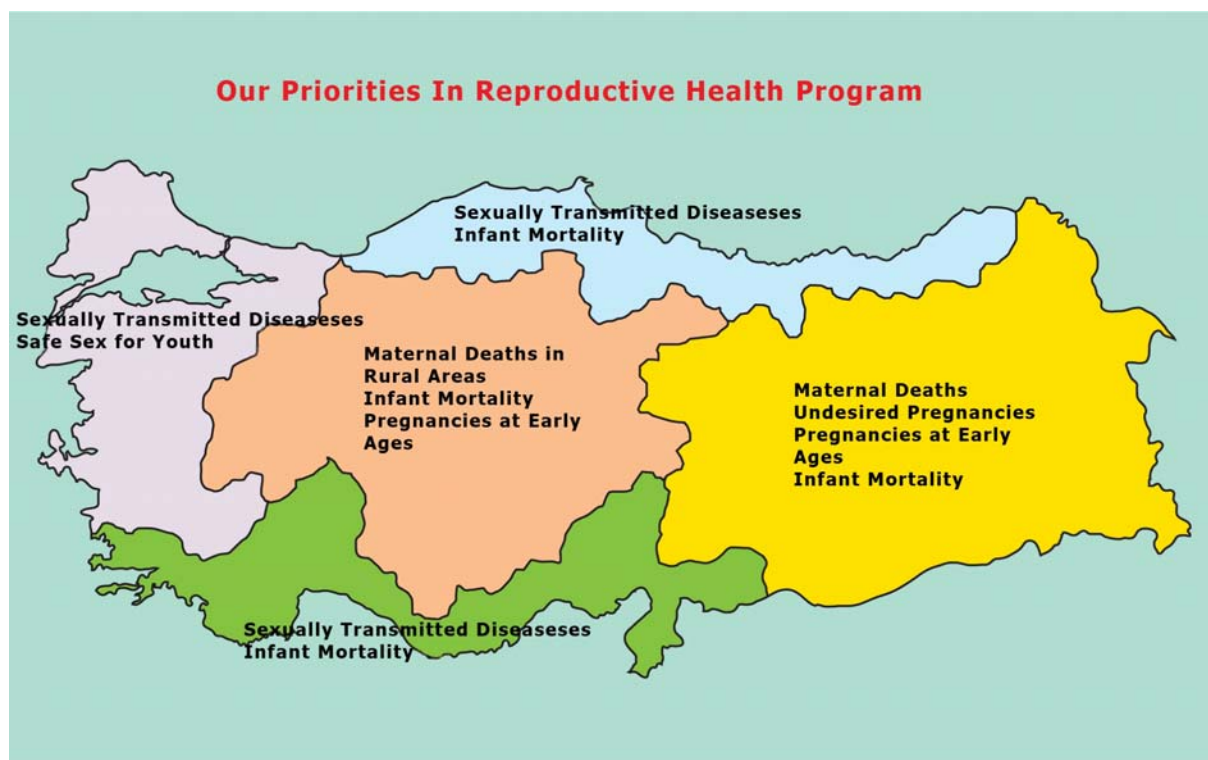 Our Priorities In Reproductive Health Program
Sexually Transmitted Diseaseses
Infant Mortality
Sexually Transmitted Diseaseses
Safe Sex for Youth
Maternal Deaths in
Rural Areas
Infant Mortality
Pregnancies at Early
Ages
Maternal Deaths
Undesired Pregnancies
Pregnancies at Early
Ages
Infant Mortality
Sexually Transmitted Diseaseses
Infant Mortality